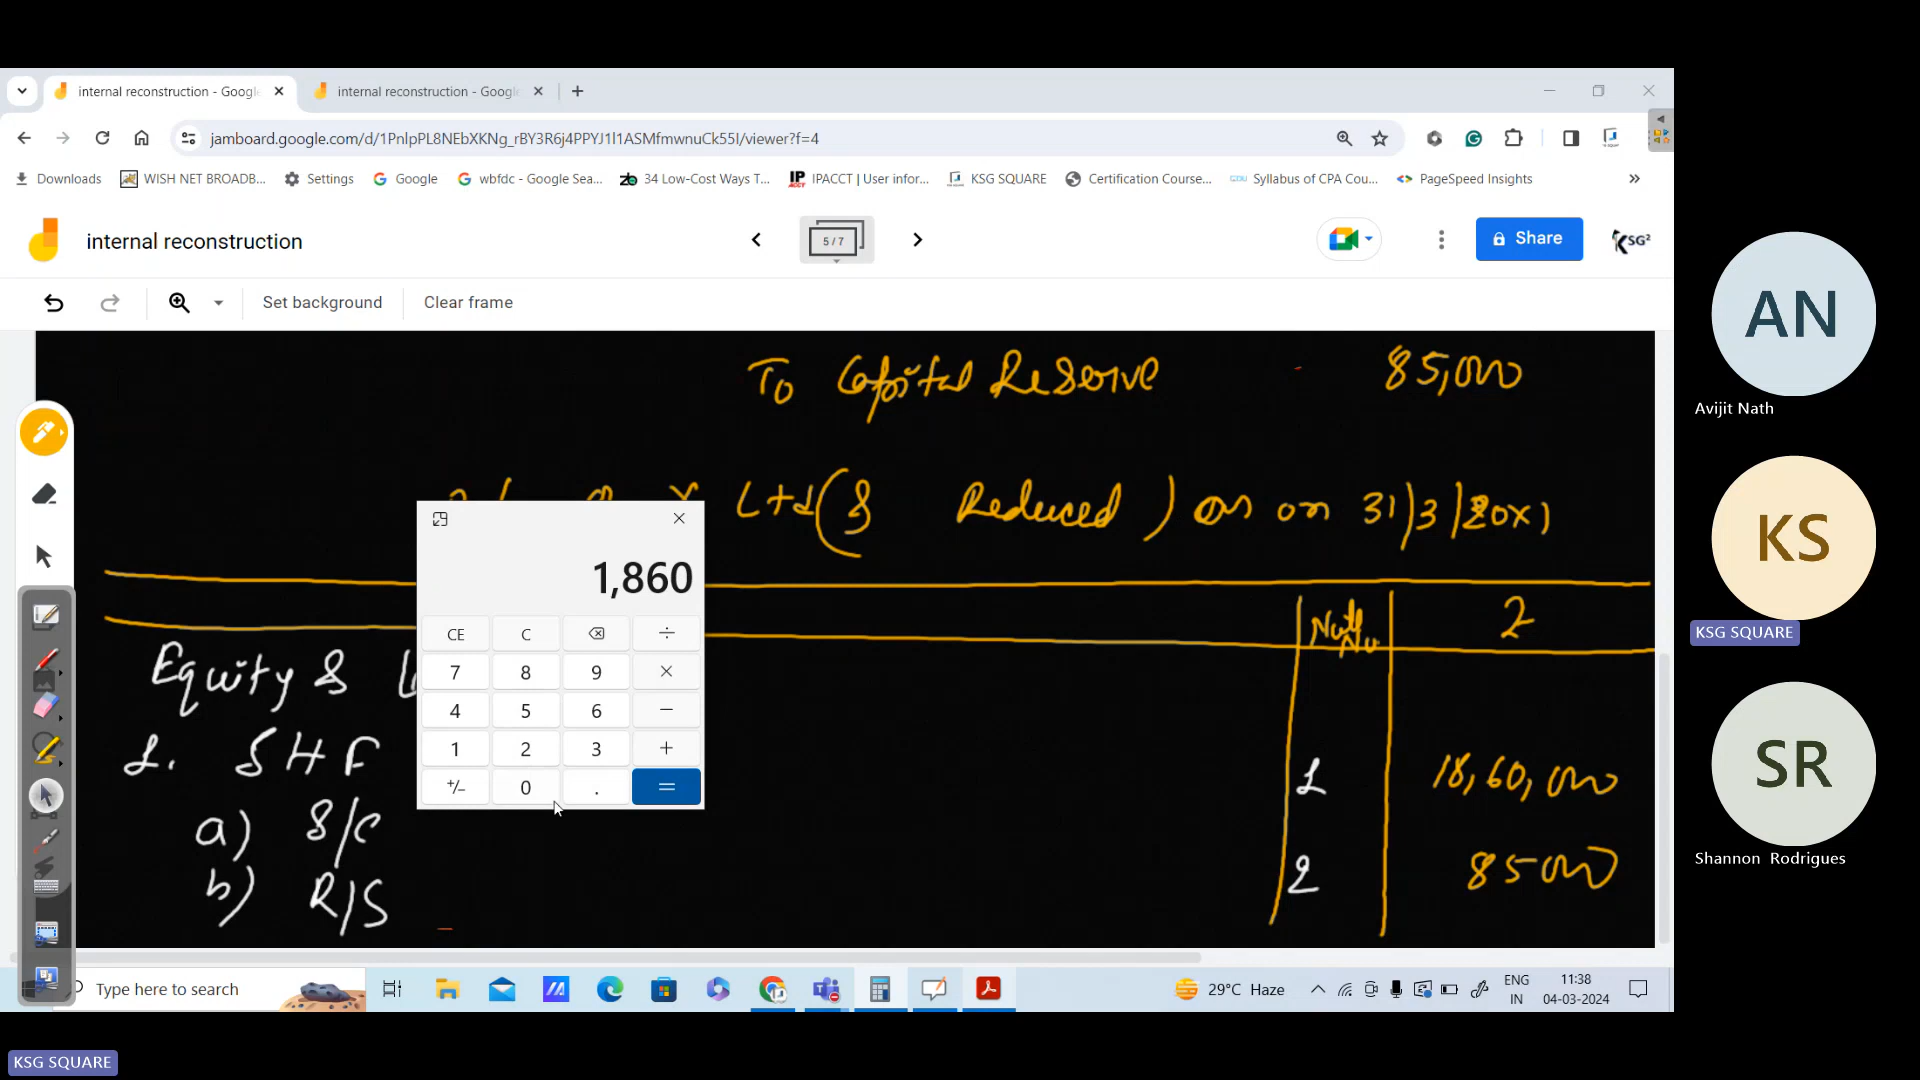 internal reconstruction - Google
internal reconstruction - Google
jamboard.google.com/d/1PnlpPL8NEbXKNg_rBY3R6j4PPYJ1l1ASMfmwnuCk55I/viewer?f=4
Downloads WISH NET BROADB... Settings Google wbfdc - Google Sea... 34 Low-Cost Ways T... IPACCT | User infor... KSG SQUARE Certification Course... Syllabus of CPA Cou... PageSpeed Insights »
internal reconstruction
5 / 7
Share
KSG²
Set background
Clear frame
To Capital Reserve 85,000
Ltd (& Reduced) as on 31/3/20X1
Note No
Equity &
1. SHF
a) S/C 1 18,60,000
b) R/S 2 85000
1,860
CE C ÷
7 8 9 ×
4 5 6 −
1 2 3 +
+/− 0 . =
AN
Avijit Nath
KS
KSG SQUARE
SR
Shannon Rodrigues
Type here to search
29°C Haze
ENG
IN
11:38
04-03-2024
KSG SQUARE